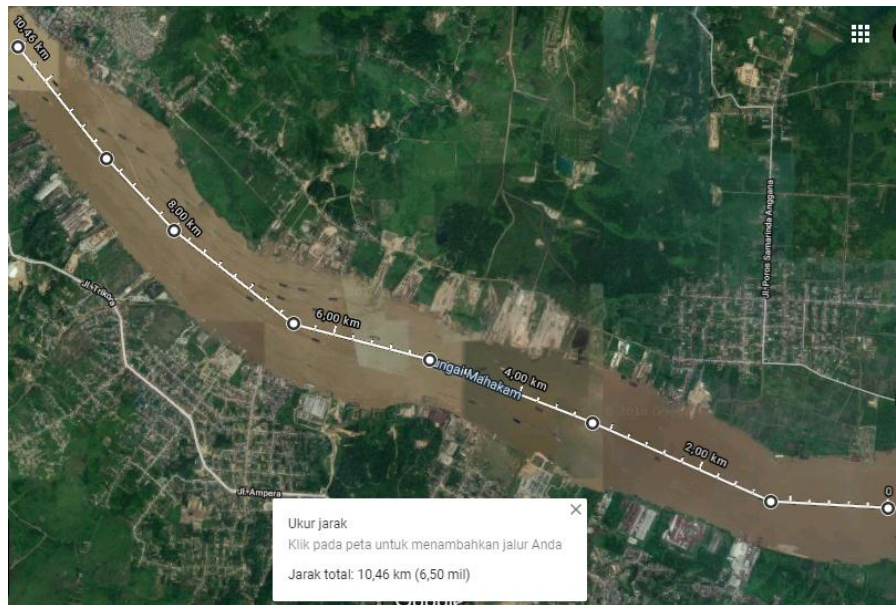 10,46 km
8,00 km
6,00 km
4,00 km
2,00 km
0
Sungai Mahakam
Jl. Trikora
Jl. Ampera
Jl. Poros Samarinda Anggana
Ukur jarak
Klik pada peta untuk menambahkan jalur Anda
Jarak total: 10,46 km (6,50 mil)
Google